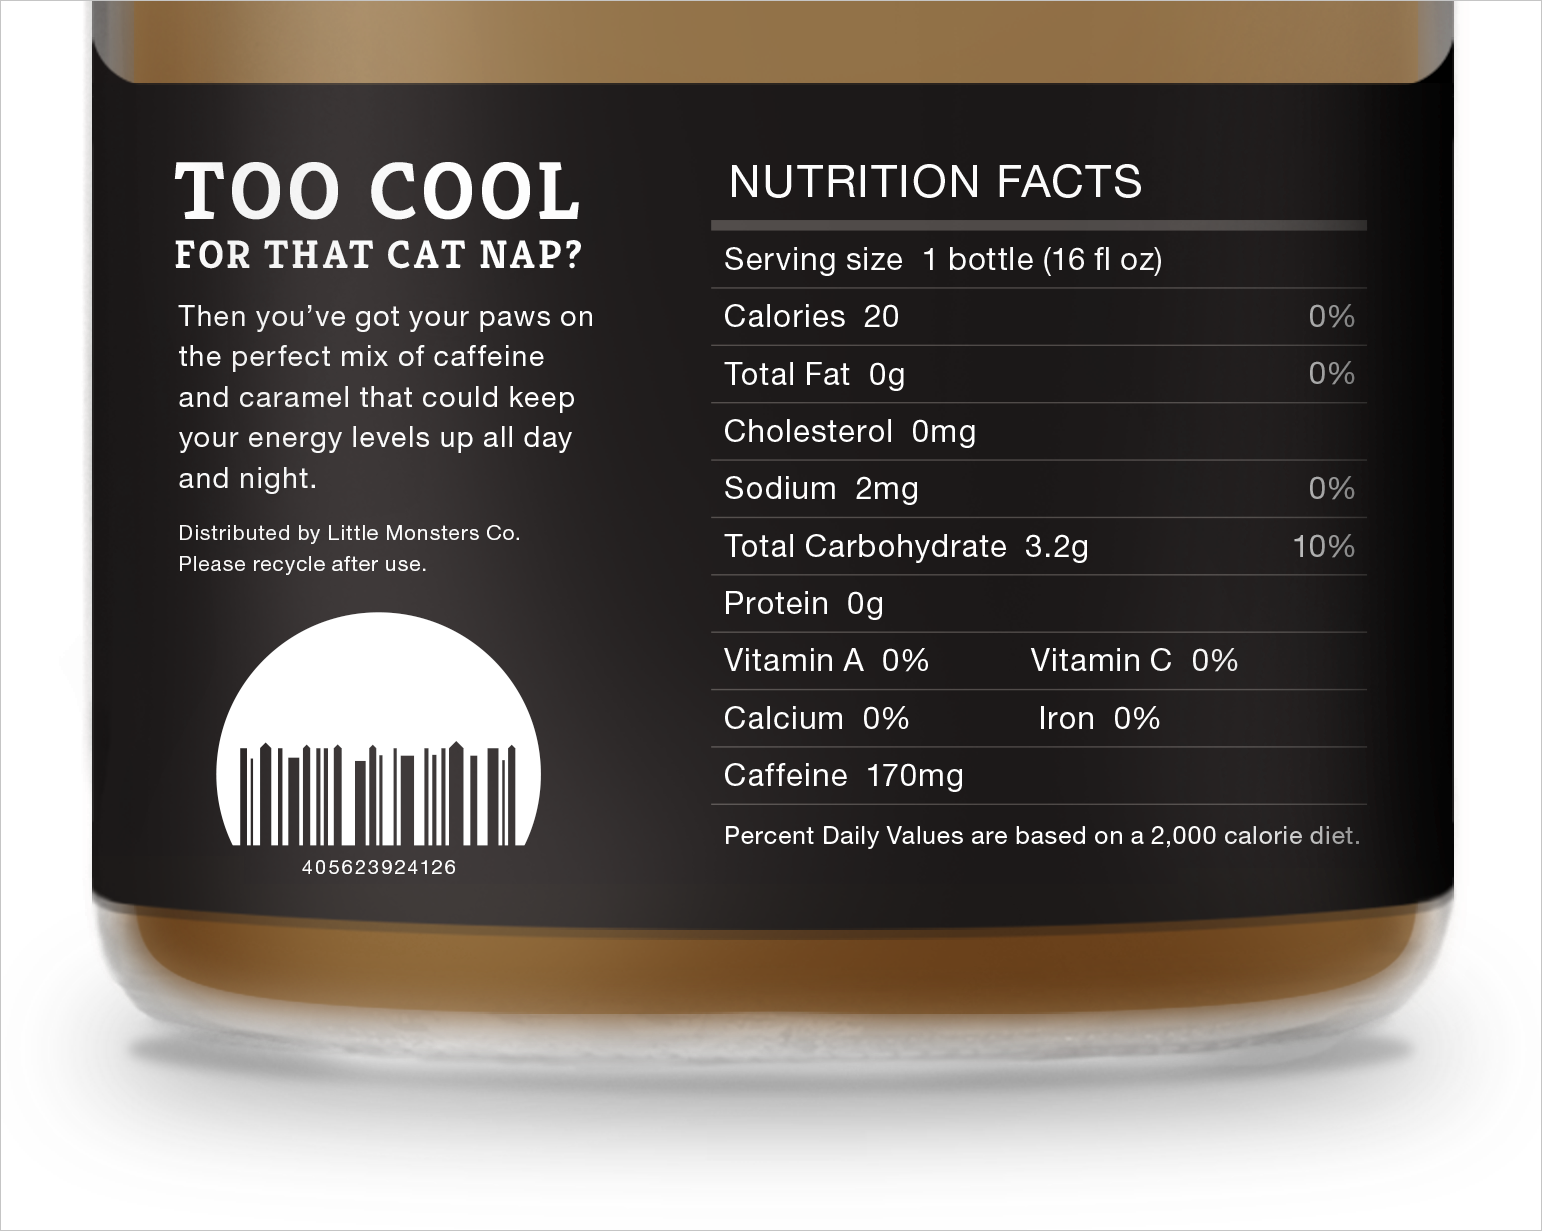 TOO COOL
FOR THAT CAT NAP?
Then you’ve got your paws on
the perfect mix of caffeine
and caramel that could keep
your energy levels up all day
and night.
Distributed by Little Monsters Co.
Please recycle after use.
405623924126
NUTRITION FACTS
Serving size 1 bottle (16 fl oz)
Calories 20 0%
Total Fat 0g 0%
Cholesterol 0mg
Sodium 2mg 0%
Total Carbohydrate 3.2g 10%
Protein 0g
Vitamin A 0% Vitamin C 0%
Calcium 0% Iron 0%
Caffeine 170mg
Percent Daily Values are based on a 2,000 calorie diet.